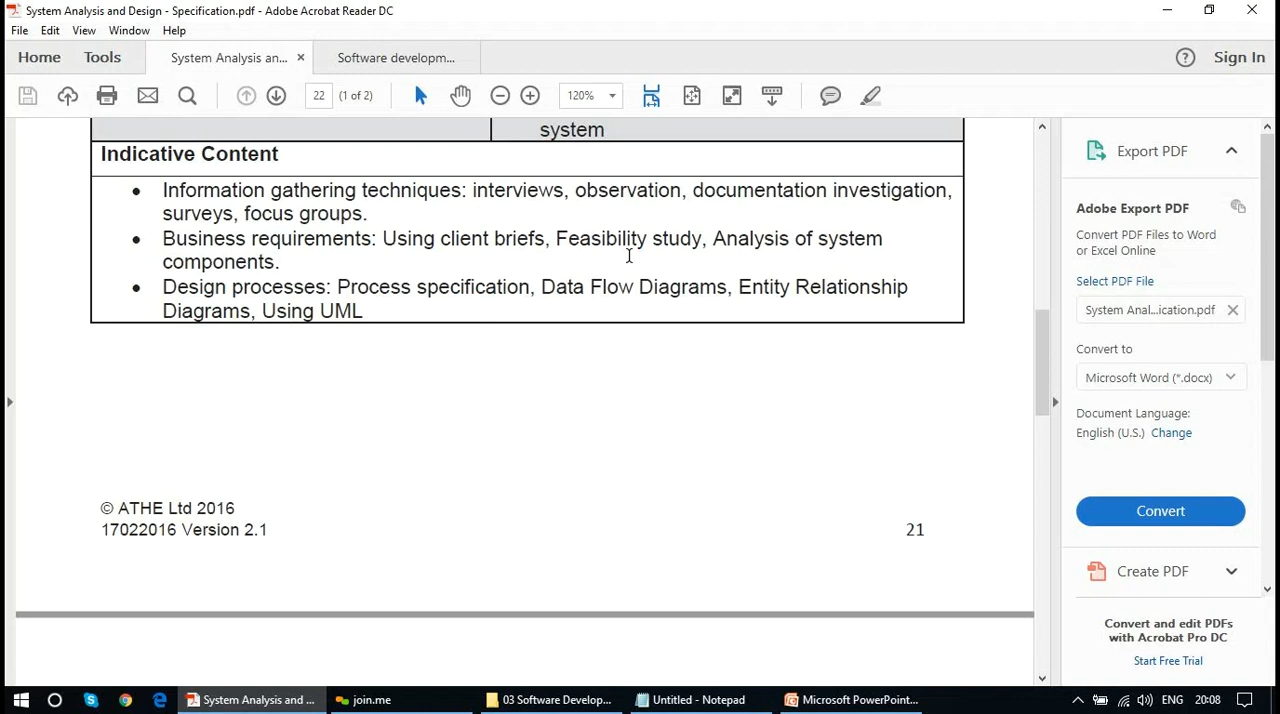 System Analysis and Design - Specification.pdf - Adobe Acrobat Reader DC
File Edit View Window Help
Home Tools System Analysis an... × Software developm... Sign In
22 (1 of 2) 120%
system
Indicative Content
• Information gathering techniques: interviews, observation, documentation investigation,
surveys, focus groups.
• Business requirements: Using client briefs, Feasibility study, Analysis of system
components.
• Design processes: Process specification, Data Flow Diagrams, Entity Relationship
Diagrams, Using UML
© ATHE Ltd 2016
17022016 Version 2.1
21
Export PDF
Adobe Export PDF
Convert PDF Files to Word
or Excel Online
Select PDF File
System Anal...ication.pdf
Convert to
Microsoft Word (*.docx)
Document Language:
English (U.S.) Change
Convert
Create PDF
Convert and edit PDFs
with Acrobat Pro DC
Start Free Trial
System Analysis and ... join.me 03 Software Develop... Untitled - Notepad Microsoft PowerPoint... ENG 20:08